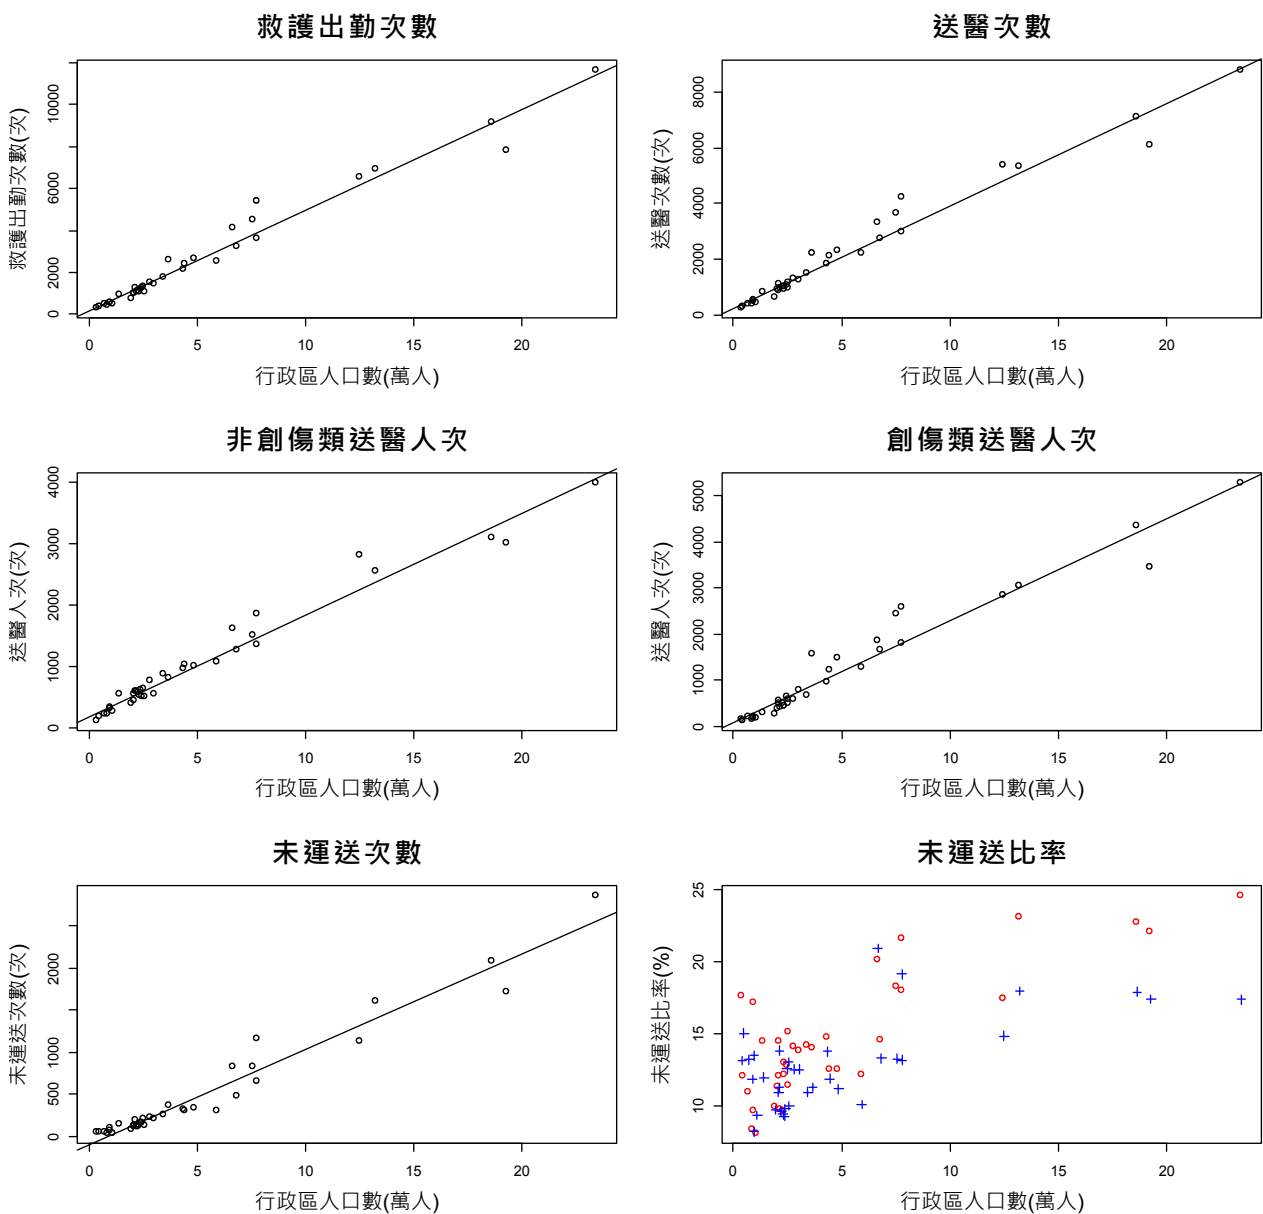 救護出勤次數
救護出勤次數(次)
0 2000 6000 10000
0 5 10 15 20
行政區人口數(萬人)
送醫次數
送醫次數(次)
0 2000 4000 6000 8000
0 5 10 15 20
行政區人口數(萬人)
非創傷類送醫人次
送醫人次(次)
0 1000 2000 3000 4000
0 5 10 15 20
行政區人口數(萬人)
創傷類送醫人次
送醫人次(次)
0 1000 2000 3000 4000 5000
0 5 10 15 20
行政區人口數(萬人)
未運送次數
未運送次數(次)
0 500 1000 2000
0 5 10 15 20
行政區人口數(萬人)
未運送比率
未運送比率(%)
10 15 20 25
0 5 10 15 20
行政區人口數(萬人)